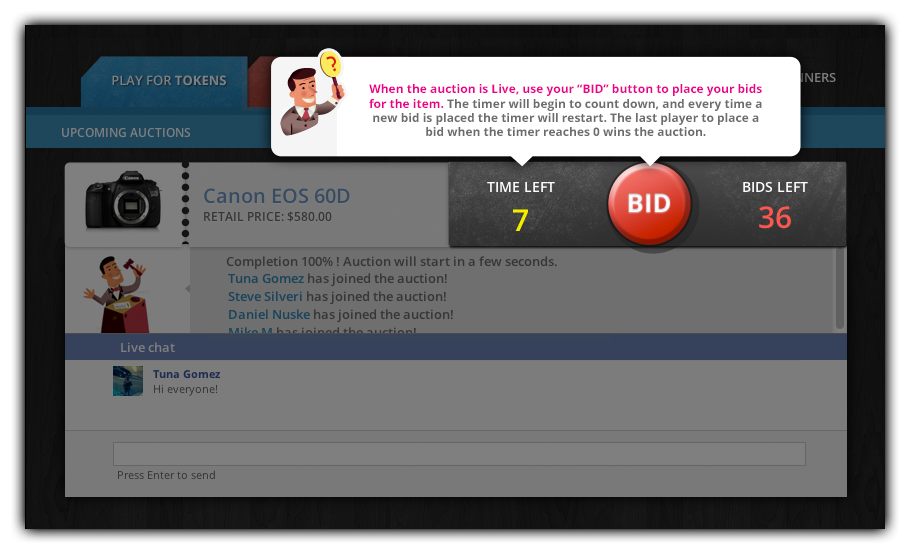 PLAY FOR TOKENS
NNERS
UPCOMING AUCTIONS
?
When the auction is Live, use your “BID” button to place your bids
for the item. The timer will begin to count down, and every time a
new bid is placed the timer will restart. The last player to place a
bid when the timer reaches 0 wins the auction.
Canon EOS 60D
RETAIL PRICE: $580.00
TIME LEFT
7
BID
BIDS LEFT
36
Completion 100% ! Auction will start in a few seconds.
Tuna Gomez has joined the auction!
Steve Silveri has joined the auction!
Daniel Nuske has joined the auction!
Mike M has joined the auction!
Live chat
Tuna Gomez
Hi everyone!
Press Enter to send